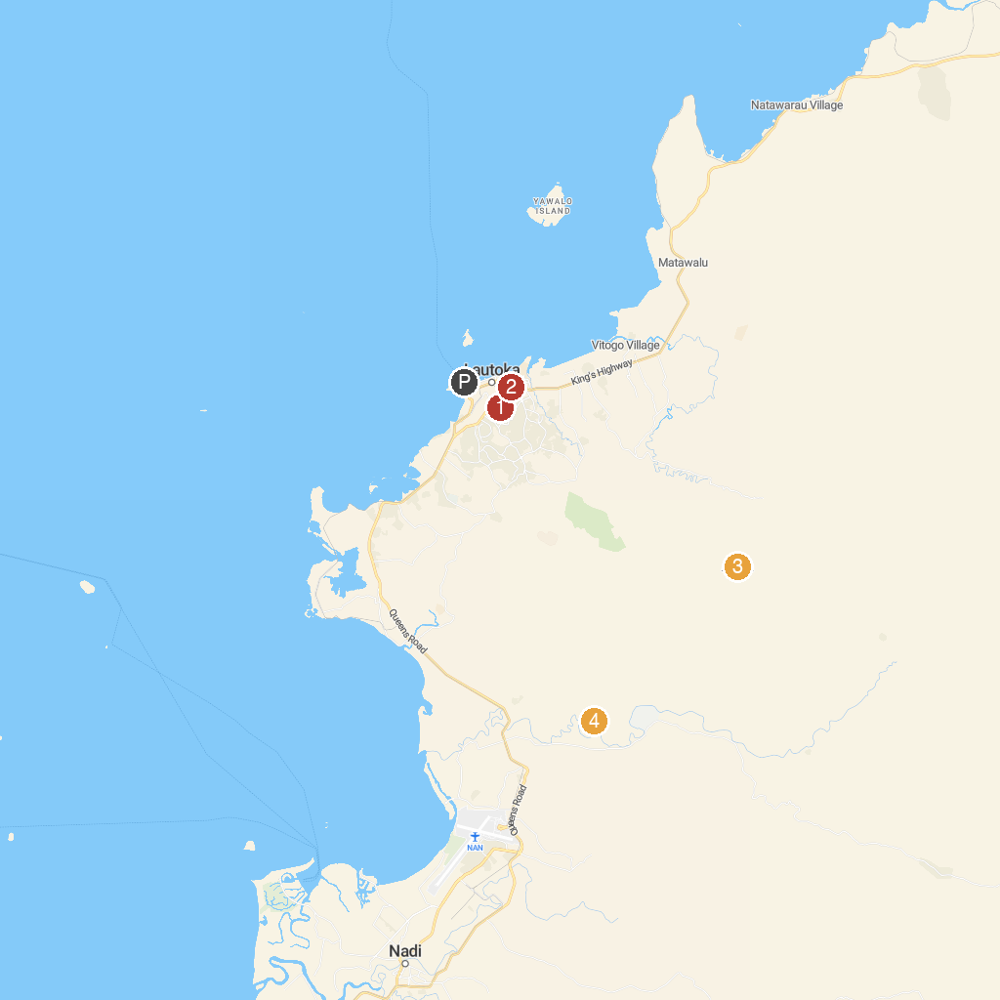 Natawarau Village
YAWALO
ISLAND
Matawalu
Vitogo Village
Lautoka
P
2
King's Highway
1
3
Queens Road
4
Queens Road
NAN
Nadi